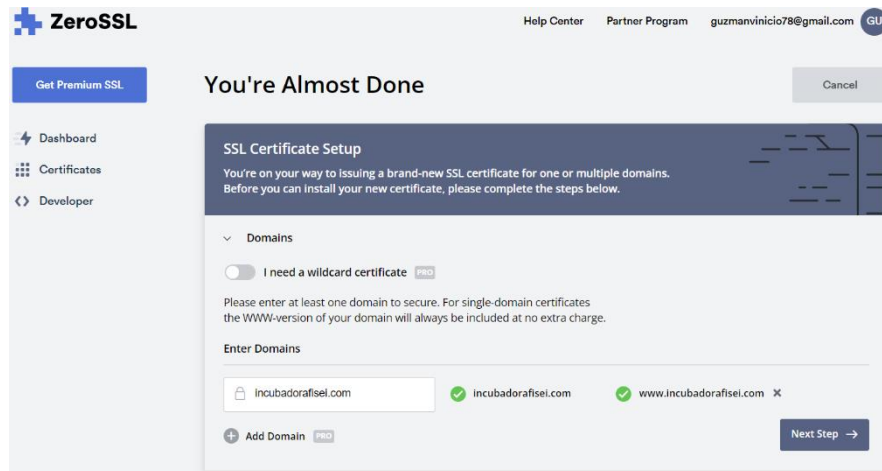 ZeroSSL
Help Center
Partner Program
guzmanvinicio78@gmail.com
GU
Get Premium SSL
You're Almost Done
Cancel
Dashboard
Certificates
Developer
SSL Certificate Setup
You're on your way to issuing a brand-new SSL certificate for one or multiple domains.
Before you can install your new certificate, please complete the steps below.
Domains
I need a wildcard certificate PRO
Please enter at least one domain to secure. For single-domain certificates
the WWW-version of your domain will always be included at no extra charge.
Enter Domains
incubadorafisei.com
incubadorafisei.com
www.incubadorafisei.com
Add Domain PRO
Next Step